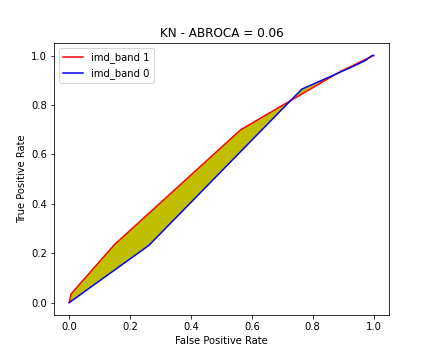 KN - ABROCA = 0.06
imd_band 1
imd_band 0
True Positive Rate
1.0
0.8
0.6
0.4
0.2
0.0
0.0 0.2 0.4 0.6 0.8 1.0
False Positive Rate